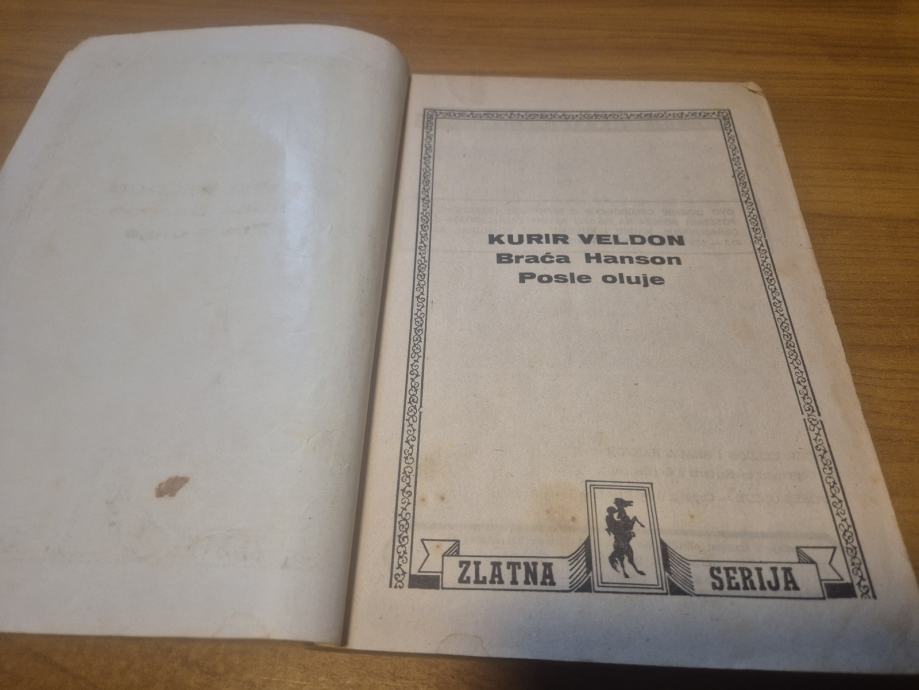 KURIR VELDON
Braća Hanson
Posle oluje
ZLATNA SERIJA